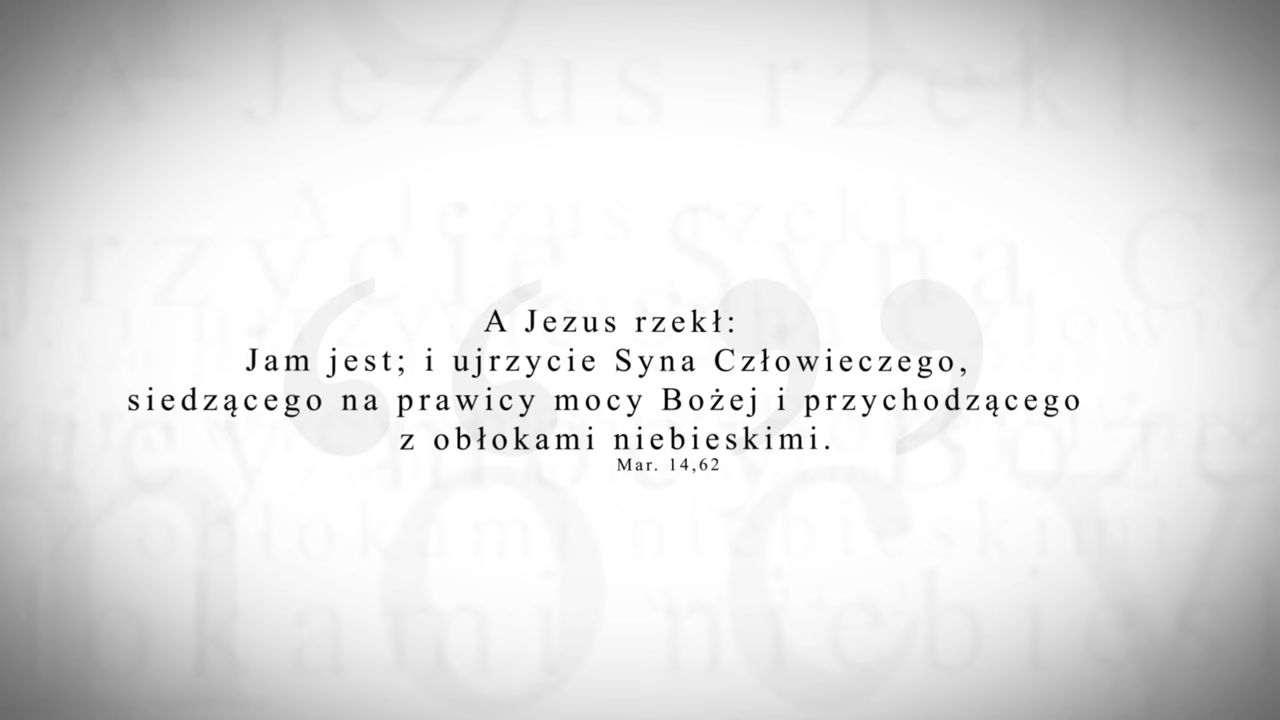 A Jezus rzekł:
Jam jest; i ujrzycie Syna Człowieczego,
siedzącego na prawicy mocy Bożej i przychodzącego
z obłokami niebieskimi.
Mar. 14,62